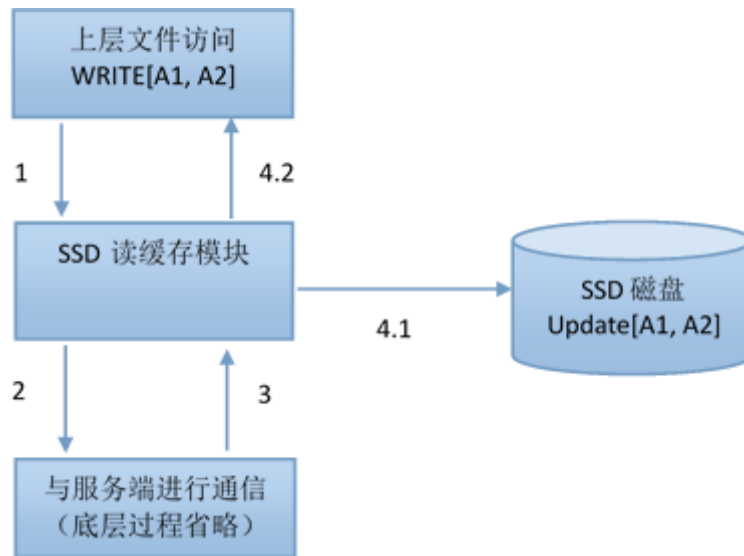 上层文件访问
WRITE[A1, A2]
1
4.2
SSD 读缓存模块
SSD 磁盘
Update[A1, A2]
4.1
2
3
与服务端进行通信
（底层过程省略）